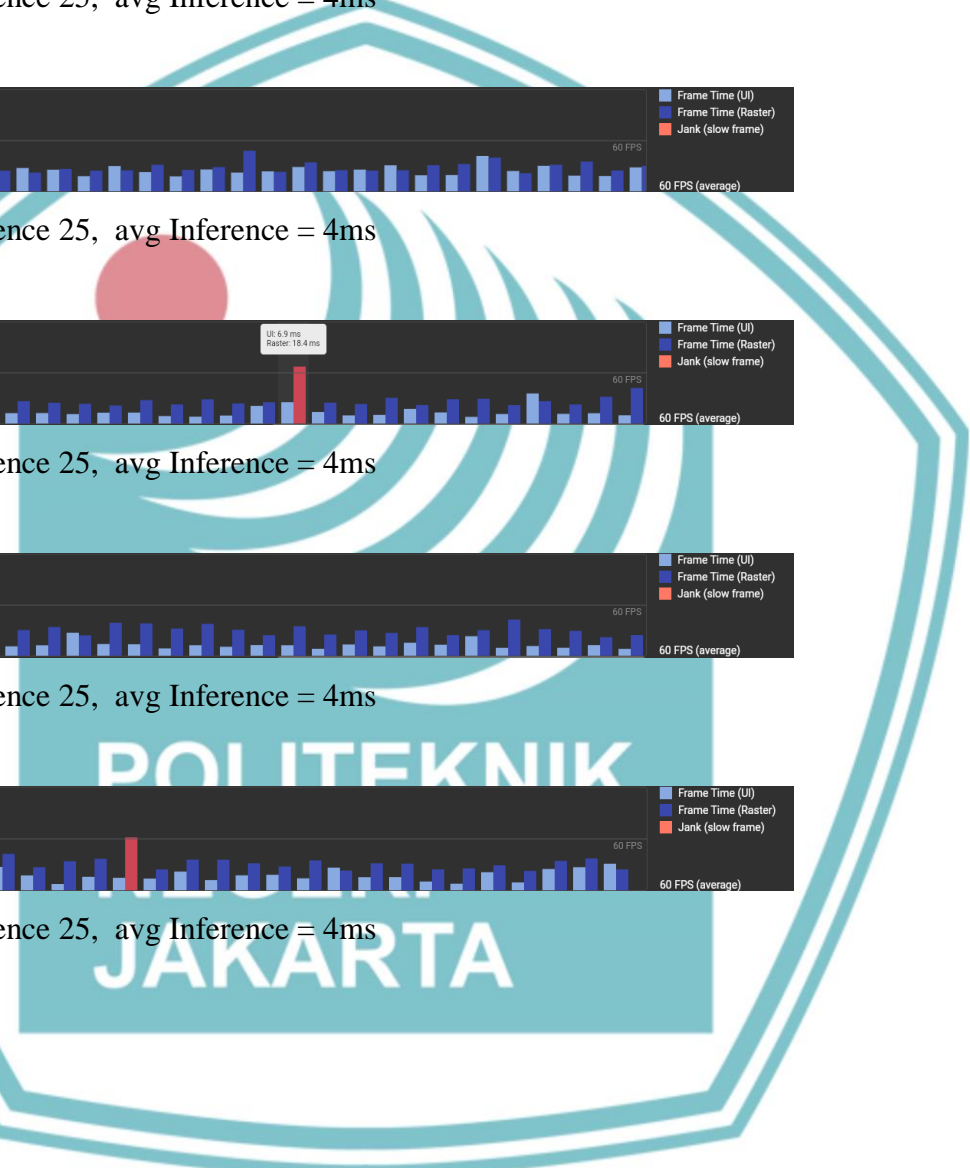 avg Inference = 4ms
Frame Time (UI)
Frame Time (Raster)
Jank (slow frame)
60 FPS
60 FPS (average)
ence 25, avg Inference = 4ms
UI: 6.9 ms
Raster: 18.4 ms
Frame Time (UI)
Frame Time (Raster)
Jank (slow frame)
60 FPS
60 FPS (average)
ence 25, avg Inference = 4ms
Frame Time (UI)
Frame Time (Raster)
Jank (slow frame)
60 FPS
60 FPS (average)
ence 25, avg Inference = 4ms
POLITEKNIK
Frame Time (UI)
Frame Time (Raster)
Jank (slow frame)
60 FPS
60 FPS (average)
ence 25, avg Inference = 4ms
JAKARTA